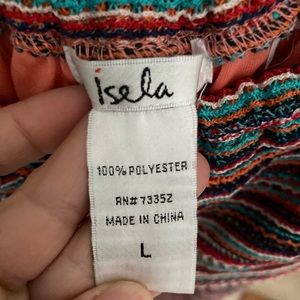 isela
100% POLYESTER
RN# 73352
MADE IN CHINA
L